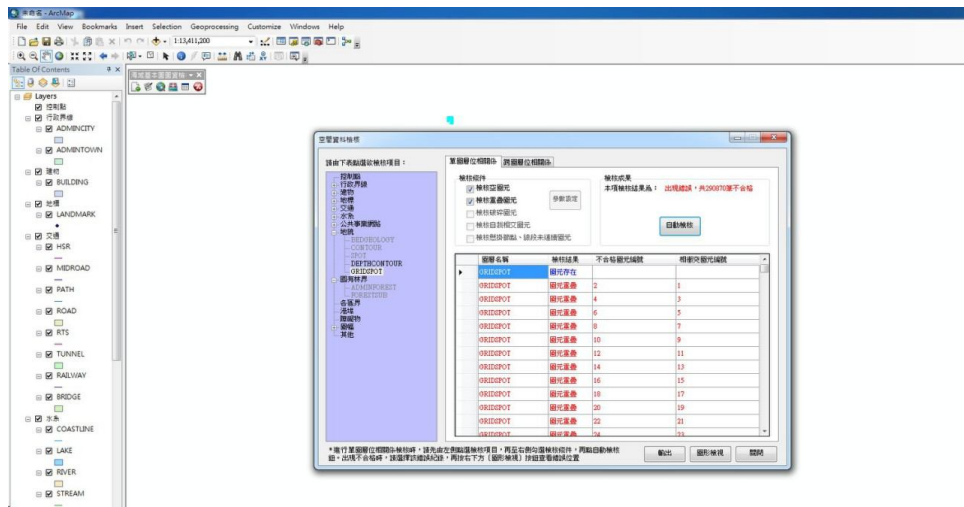 未命名 - ArcMap
File Edit View Bookmarks Insert Selection Geoprocessing Customize Windows Help
1:13,411,200
Table Of Contents
Layers
控制點
行政界線
ADMINCITY
ADMINTOWN
建物
BUILDING
地標
LANDMARK
交通
HSR
MIDROAD
PATH
ROAD
RTS
TUNNEL
RAILWAY
BRIDGE
水系
COASTLINE
LAKE
RIVER
STREAM
空間資料檢核
請由下表點選欲檢核項目：
控制點
行政界線
建物
地標
交通
水系
公共事業網路
地貌
CONTOUR
SPOT
DEPTHCONTOUR
GRIDSPOT
國有林界
ADMINFOREST
FORESTSUB
其他
單圖層位相關係 跨圖層位相關係
檢核條件
檢核空圖元
檢核重疊圖元
參數設定
檢核破碎圖元
檢核自我相交圖元
檢核懸掛節點、線段未連續圖元
檢核成果
本項檢核結果為： 出現錯誤，共290870筆不合格
自動檢核
圖層名稱 檢核結果 不合格圖元編號 相衝突圖元編號
GRIDSPOT 圖元存在
GRIDSPOT 圖元重疊 2 1
GRIDSPOT 圖元重疊 4 3
GRIDSPOT 圖元重疊 6 5
GRIDSPOT 圖元重疊 8 7
GRIDSPOT 圖元重疊 10 9
GRIDSPOT 圖元重疊 12 11
GRIDSPOT 圖元重疊 14 13
GRIDSPOT 圖元重疊 16 15
GRIDSPOT 圖元重疊 18 17
GRIDSPOT 圖元重疊 20 19
GRIDSPOT 圖元重疊 22 21
GRIDSPOT 圖元重疊 24 23
*進行單圖層位相關係檢核時，請先由左側點選檢核項目，再至右側勾選檢核條件，再點自動檢核
鈕。出現不合格時，請選擇該錯誤紀錄，再按右下方〔圖形檢視〕按鈕查看錯誤位置
輸出 圖形檢視 關閉